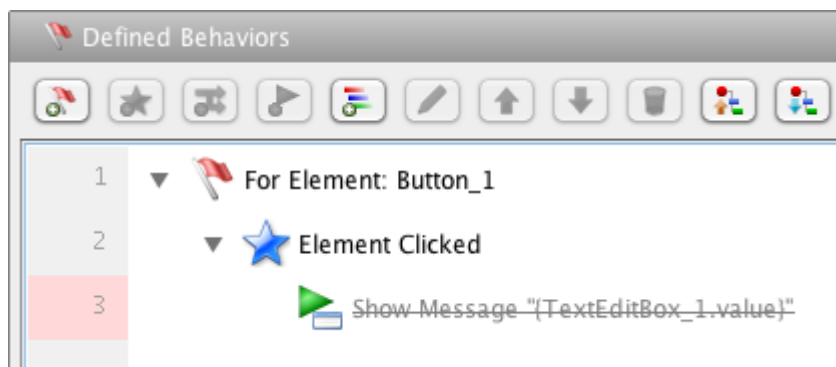 Defined Behaviors
1 For Element: Button_1
2 Element Clicked
3 Show Message "(TextEditBox_1.value)"